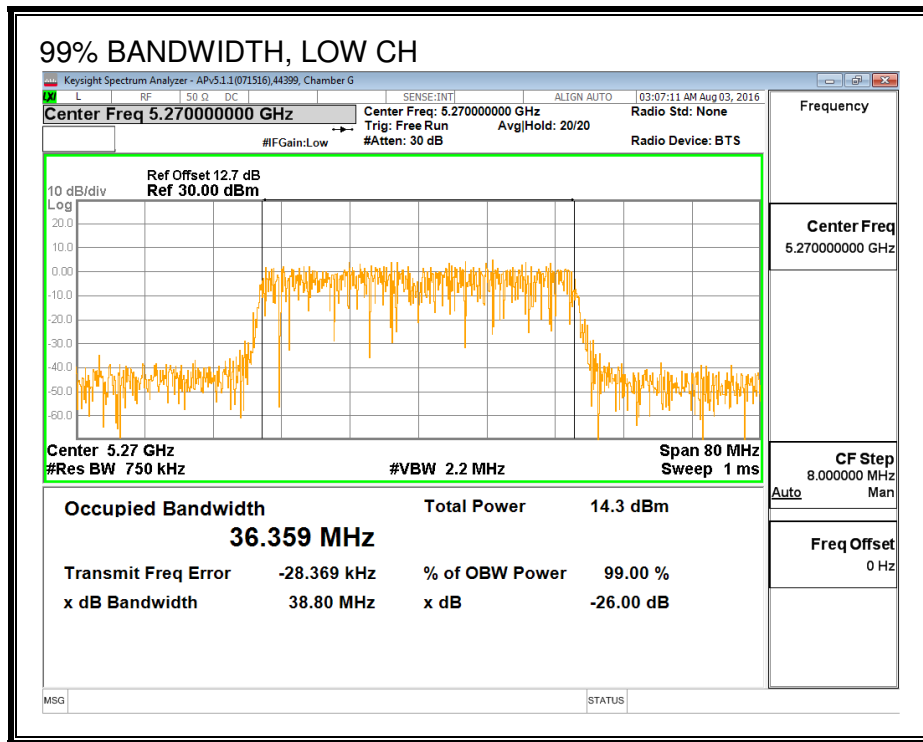 99% BANDWIDTH, LOW CH
Keysight Spectrum Analyzer - APv5.1.1(071516),44399, Chamber G
LXI L RF 50 Ω DC SENSE:INT ALIGN AUTO 03:07:11 AM Aug 03, 2016
Center Freq 5.270000000 GHz
Center Freq: 5.270000000 GHz Radio Std: None
Trig: Free Run Avg|Hold: 20/20
#IFGain:Low #Atten: 30 dB Radio Device: BTS
Frequency
Ref Offset 12.7 dB
10 dB/div Ref 30.00 dBm
Log
20.0
10.0
0.00
-10.0
-20.0
-30.0
-40.0
-50.0
-60.0
Center 5.27 GHz Span 80 MHz
#Res BW 750 kHz #VBW 2.2 MHz Sweep 1 ms
Center Freq
5.270000000 GHz
CF Step
8.000000 MHz
Auto Man
Freq Offset
0 Hz
Occupied Bandwidth Total Power 14.3 dBm
36.359 MHz
Transmit Freq Error -28.369 kHz % of OBW Power 99.00 %
x dB Bandwidth 38.80 MHz x dB -26.00 dB
MSG STATUS